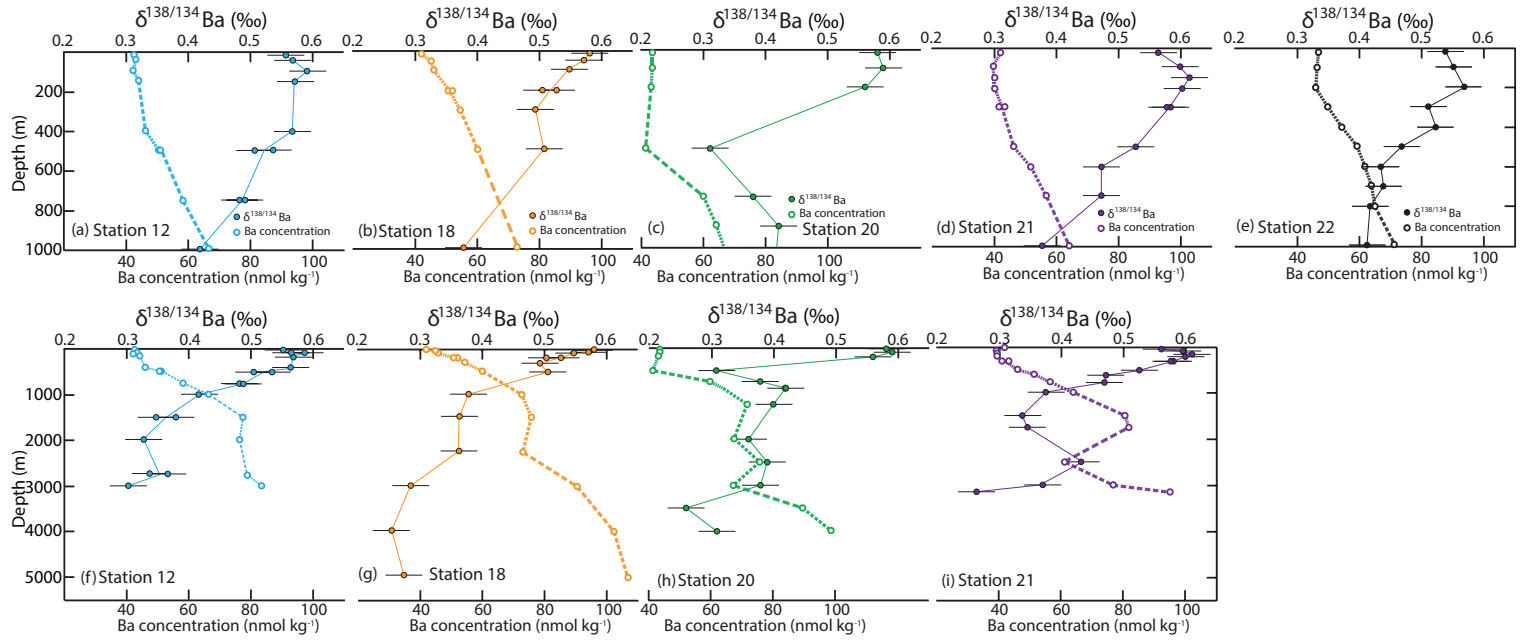 δ138/134Ba (‰) δ138/134Ba (‰) δ138/134Ba (‰) δ138/134Ba (‰) δ138/134Ba (‰)
0.2 0.3 0.4 0.5 0.6 0.2 0.3 0.4 0.5 0.6 0.2 0.3 0.4 0.5 0.6 0.2 0.3 0.4 0.5 0.6 0.2 0.3 0.4 0.5 0.6
Depth (m)
200
400
600
800
1000
δ138/134Ba
Ba concentration
(a) Station 12
δ138/134Ba
Ba concentration
(b) Station 18
δ138/134Ba
Ba concentration
(c) Station 20
δ138/134Ba
Ba concentration
(d) Station 21
δ138/134Ba
Ba concentration
(e) Station 22
40 60 80 100 40 60 80 100 40 60 80 100 40 60 80 100 40 60 80 100
Ba concentration (nmol kg-1) Ba concentration (nmol kg-1) Ba concentration (nmol kg-1) Ba concentration (nmol kg-1) Ba concentration (nmol kg-1)
δ138/134Ba (‰) δ138/134Ba (‰) δ138/134Ba (‰) δ138/134Ba (‰)
0.2 0.3 0.4 0.5 0.6 0.2 0.3 0.4 0.5 0.6 0.2 0.3 0.4 0.5 0.6 0.2 0.3 0.4 0.5 0.6
Depth (m)
1000
2000
3000
4000
5000
(f) Station 12 (g) Station 18 (h) Station 20 (i) Station 21
40 60 80 100 40 60 80 100 40 60 80 100 40 60 80 100
Ba concentration (nmol kg-1) Ba concentration (nmol kg-1) Ba concentration (nmol kg-1) Ba concentration (nmol kg-1)